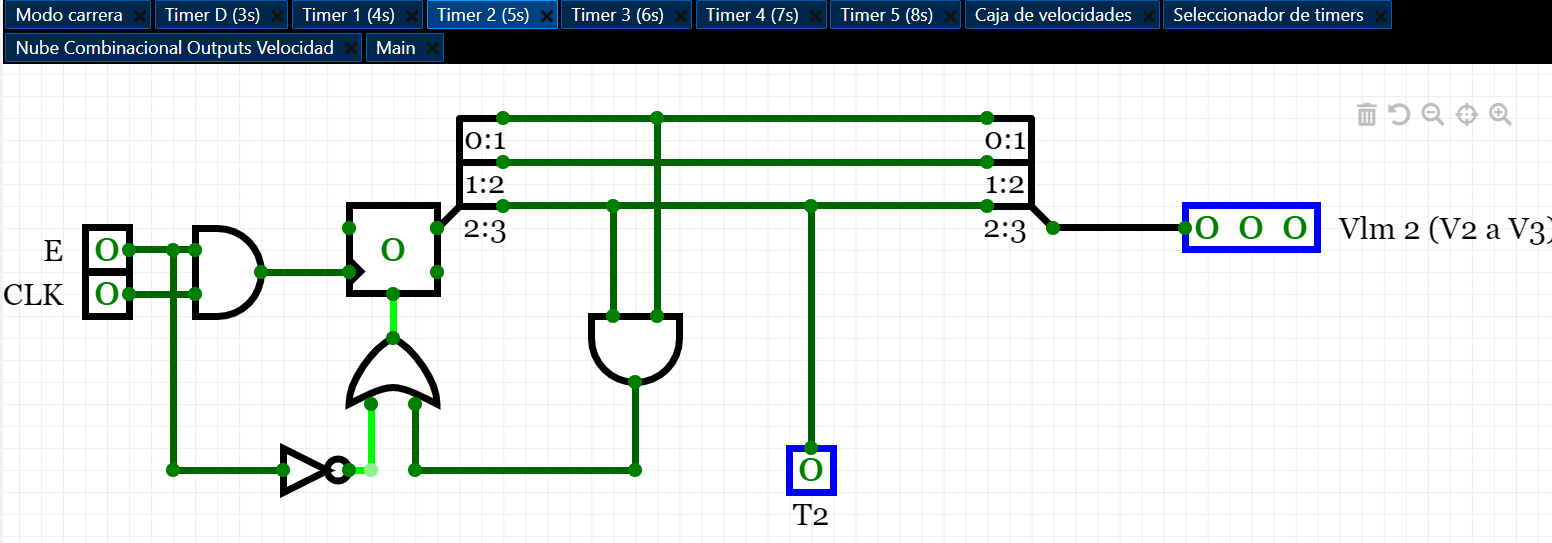 Modo carrera Timer D (3s) Timer 1 (4s) Timer 2 (5s) Timer 3 (6s) Timer 4 (7s) Timer 5 (8s) Caja de velocidades Seleccionador de timers
Nube Combinacional Outputs Velocidad Main
0:1 0:1
1:2 1:2
2:3 2:3
E 0 0 0 0 0 Vlm 2 (V2 a V3)
CLK 0
0
T2